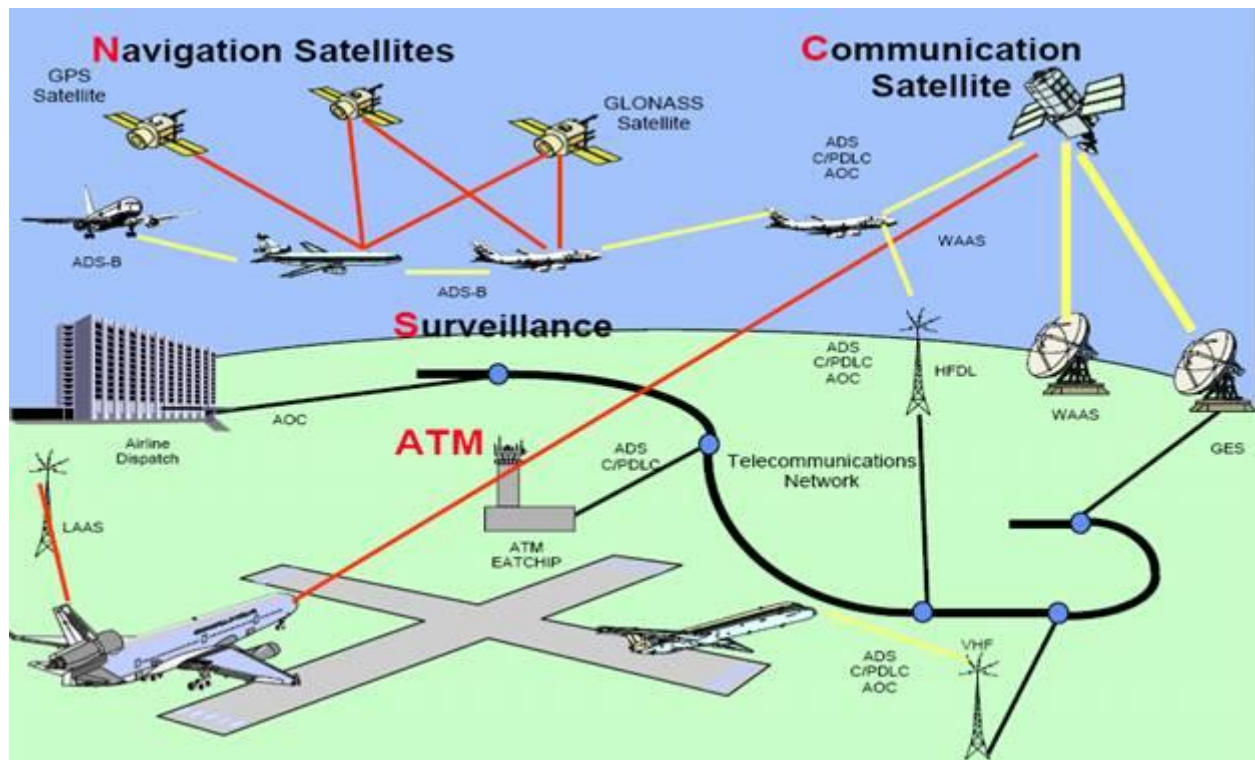 Navigation Satellites
Communication
Satellite
GPS
Satellite
GLONASS
Satellite
ADS
C/PDLC
AOC
ADS-B
ADS-B
WAAS
Surveillance
ADS
C/PDLC
AOC
HFDL
WAAS
GES
AOC
Airline
Dispatch
ATM
ADS
C/PDLC
Telecommunications
Network
LAAS
ATM
EATCHIP
VHF
ADS
C/PDLC
AOC